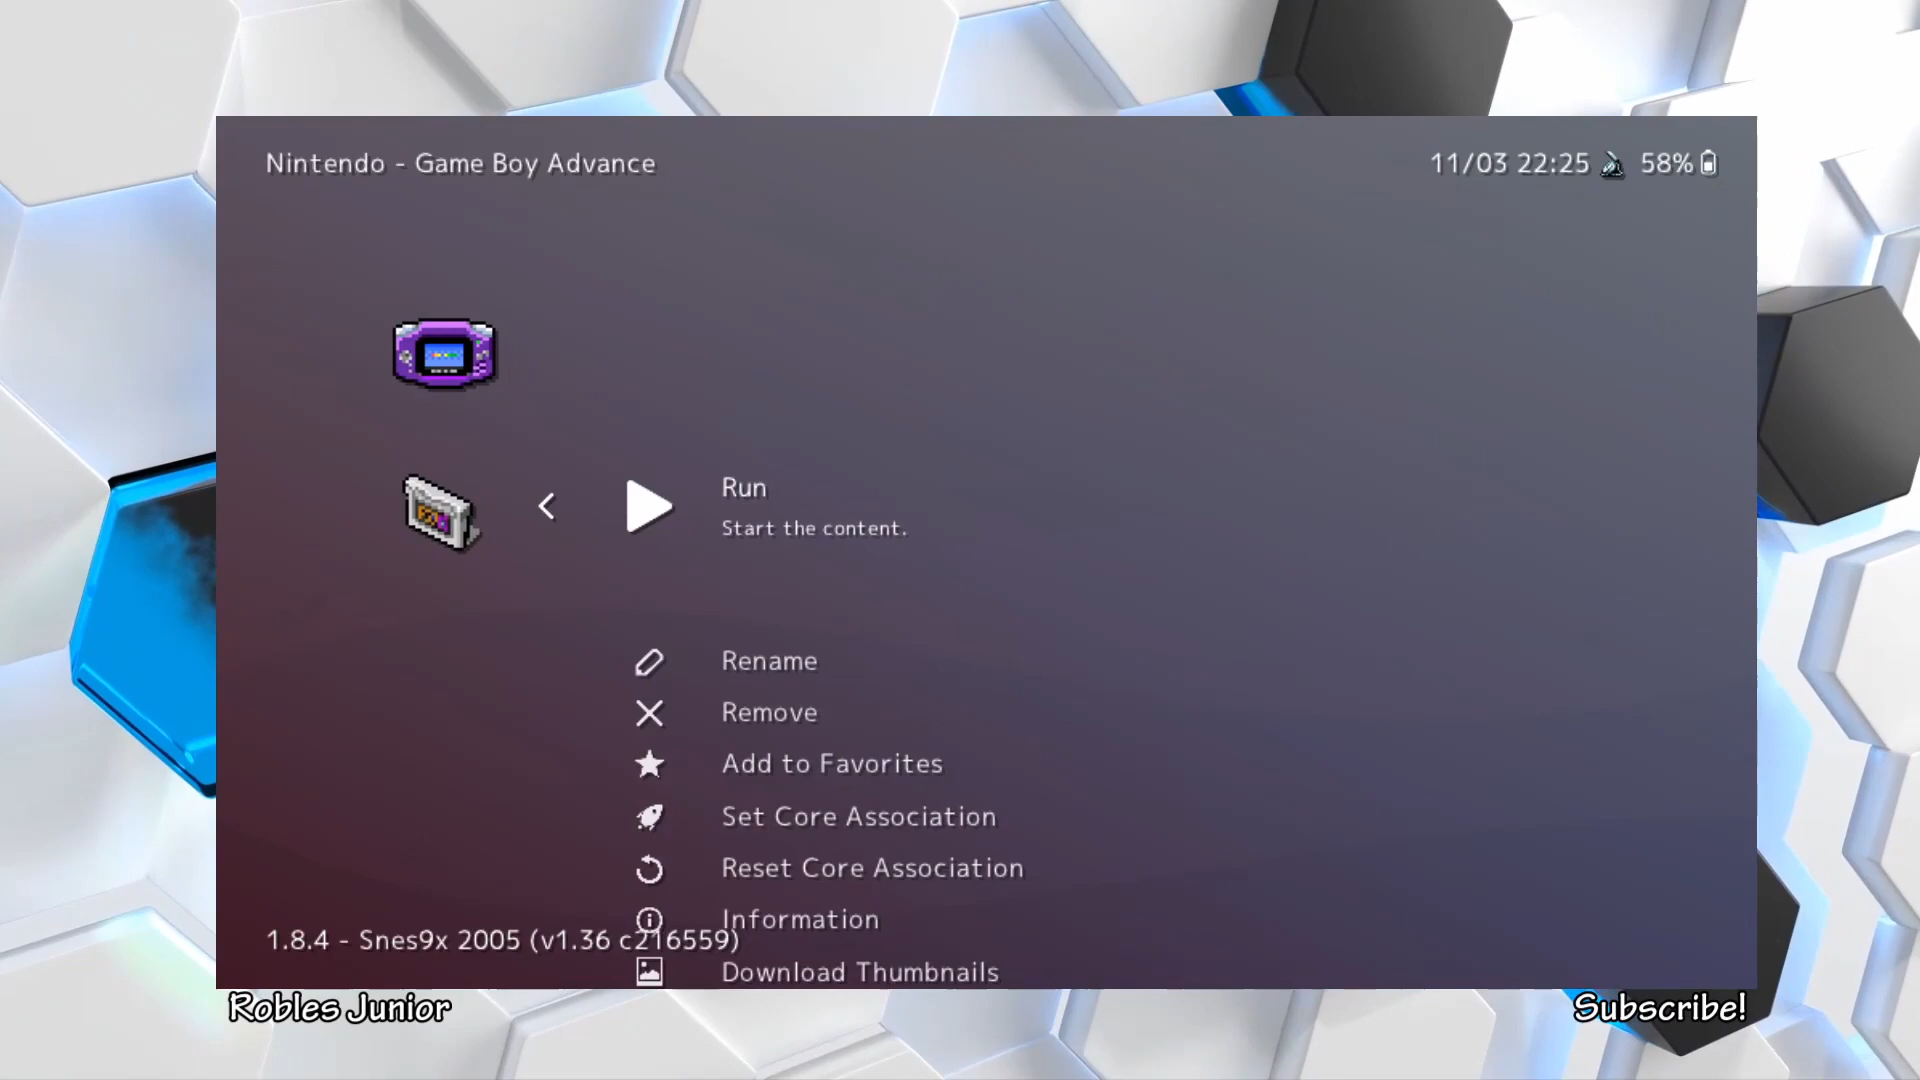 Nintendo - Game Boy Advance
11/03 22:25 58%
Run
Start the content.
Rename
Remove
Add to Favorites
Set Core Association
Reset Core Association
Information
1.8.4 - Snes9x 2005 (v1.36 c216559)
Download Thumbnails
Robles Junior
Subscribe!